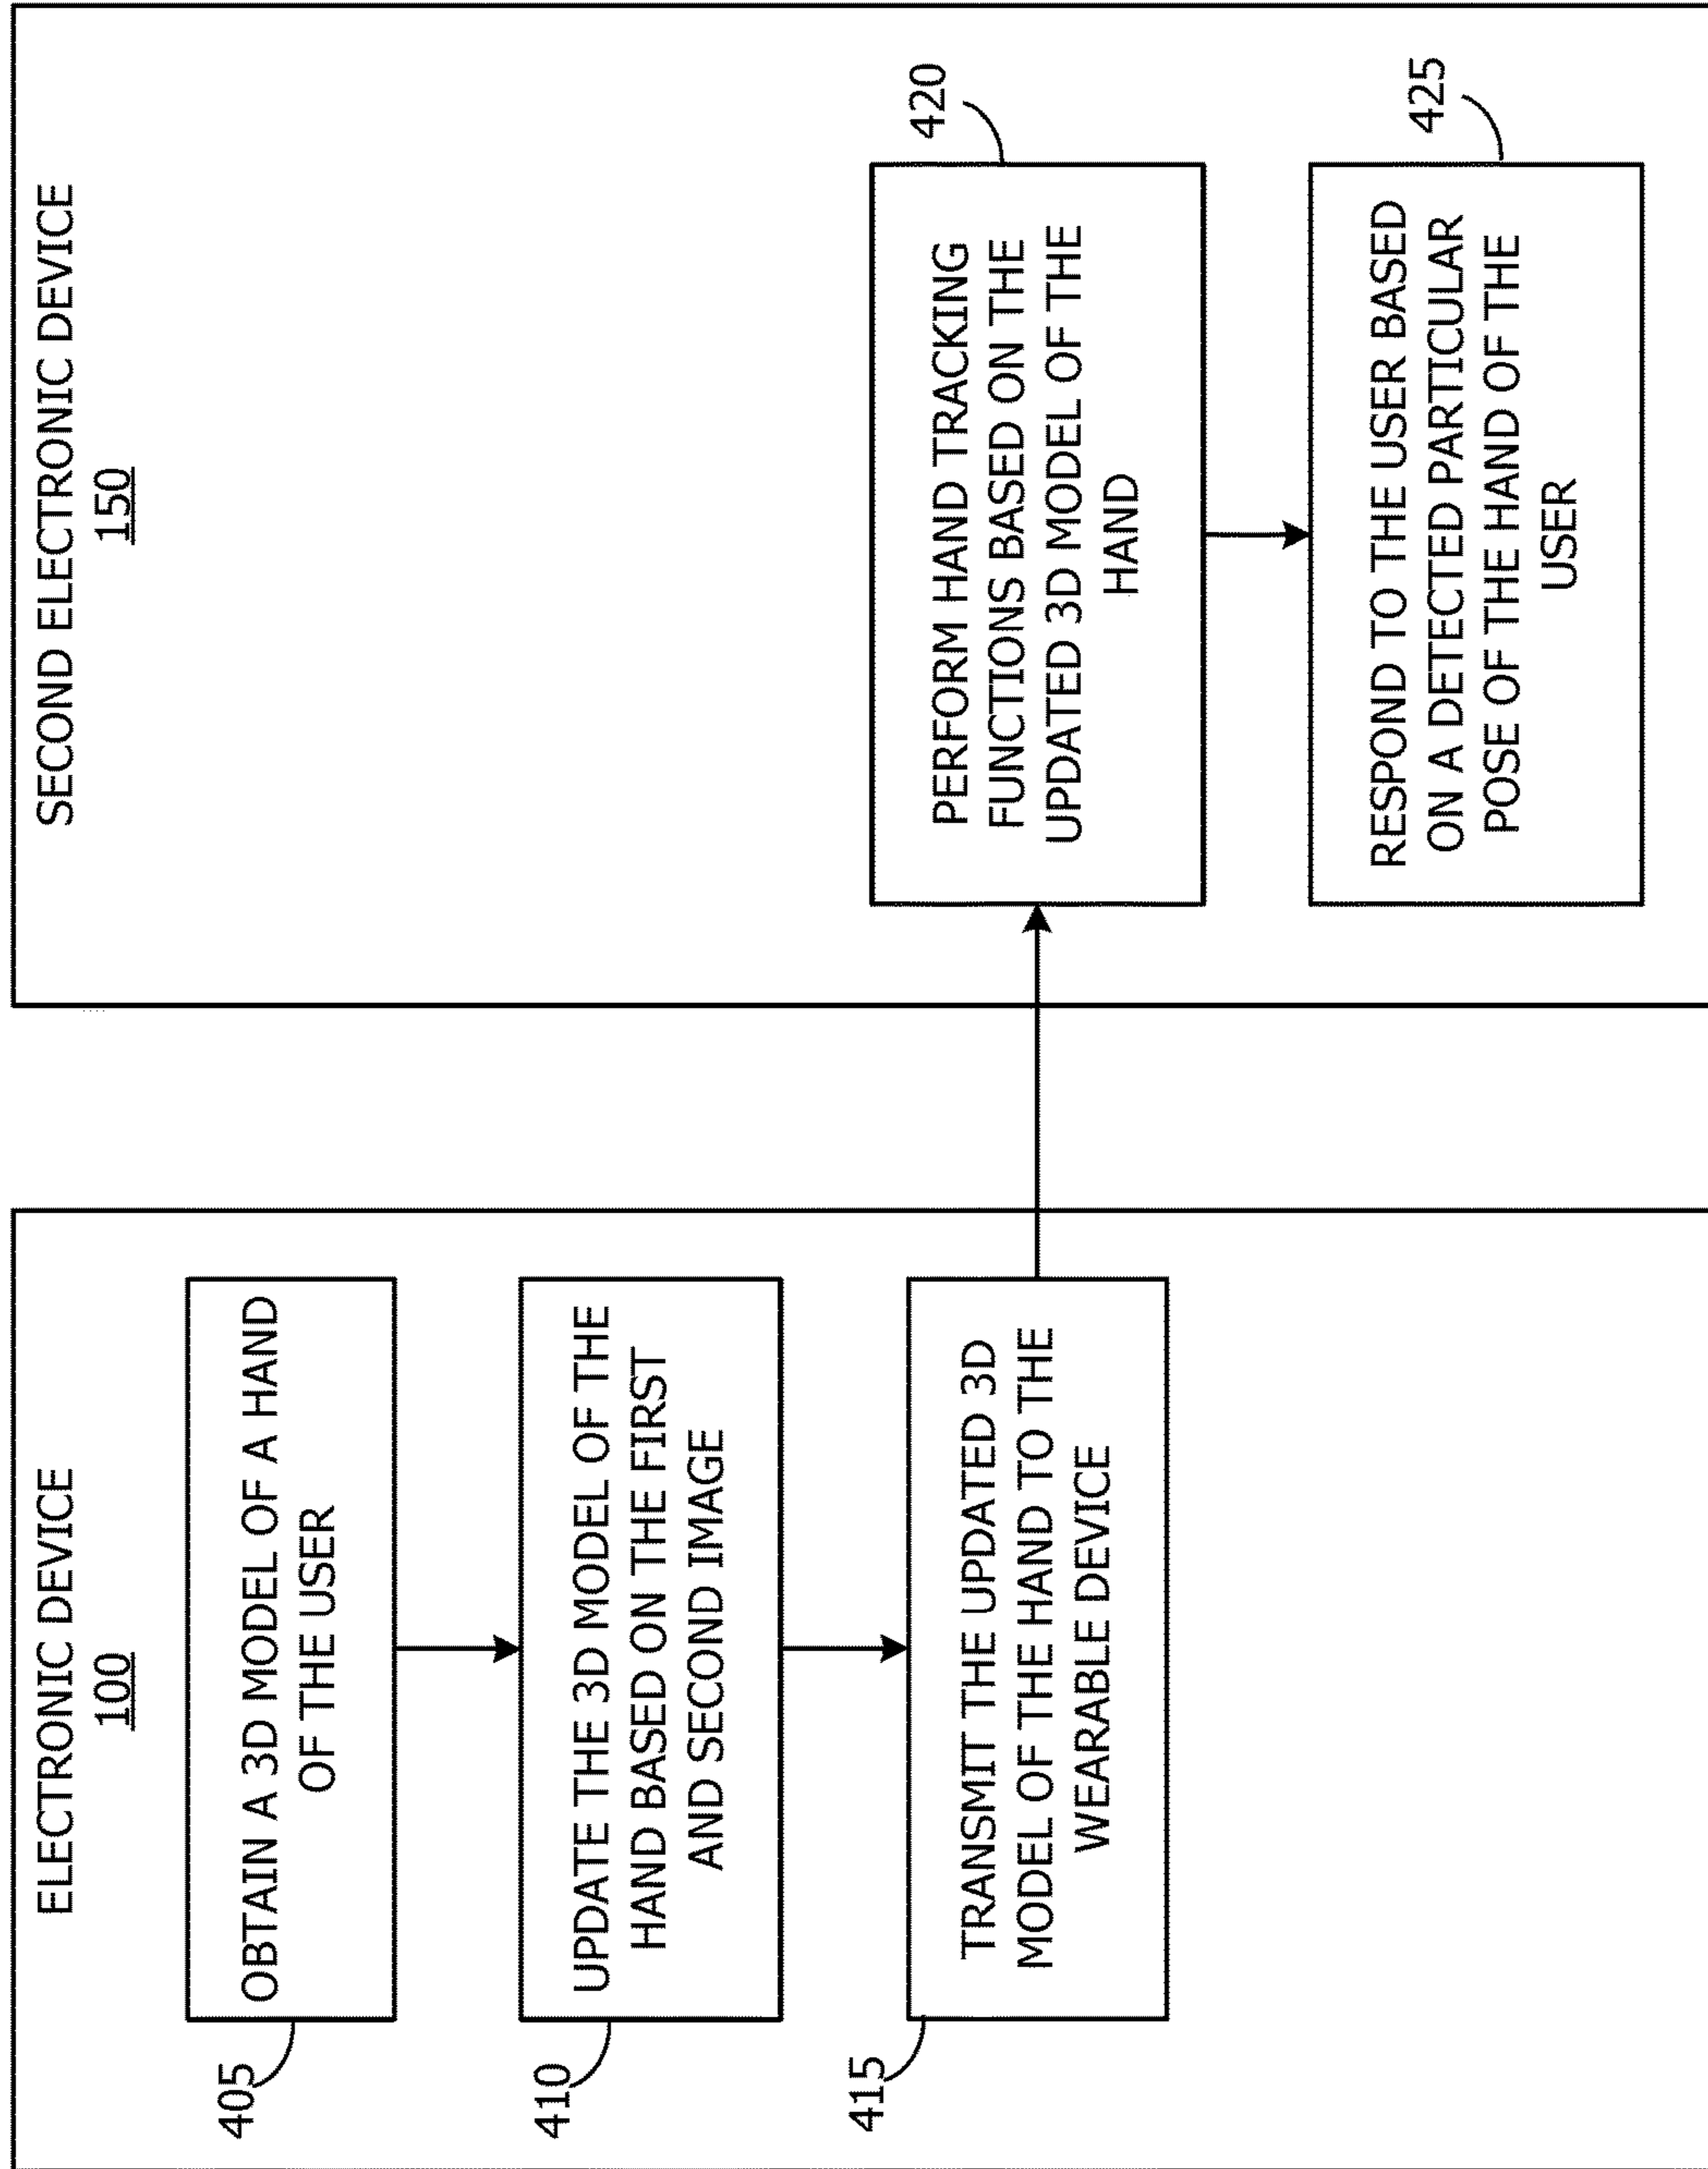 ELECTRONIC DEVICE
100
405
OBTAIN A 3D MODEL OF A HAND
OF THE USER
410
UPDATE THE 3D MODEL OF THE
HAND BASED ON THE FIRST
AND SECOND IMAGE
415
TRANSMIT THE UPDATED 3D
MODEL OF THE HAND TO THE
WEARABLE DEVICE
SECOND ELECTRONIC DEVICE
150
420
PERFORM HAND TRACKING
FUNCTIONS BASED ON THE
UPDATED 3D MODEL OF THE
HAND
425
RESPOND TO THE USER BASED
ON A DETECTED PARTICULAR
POSE OF THE HAND OF THE
USER